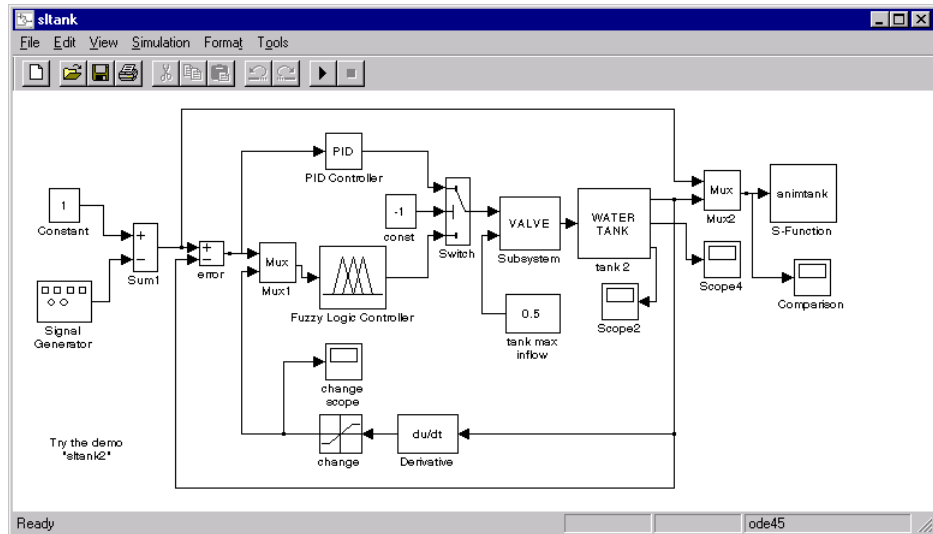 sltank
File Edit View Simulation Format Tools
PID
PID Controller
1
Constant
-1
const
Switch
VALVE
Subsystem
WATER
TANK
tank 2
Mux
Mux2
animtank
S-Function
+
−
Sum1
+
−
error
Mux
Mux1
Fuzzy Logic Controller
Signal
Generator
0.5
tank max
inflow
Scope2
Scope4
Comparison
change
scope
change
du/dt
Derivative
Try the demo
"sltank2"
Ready
ode45